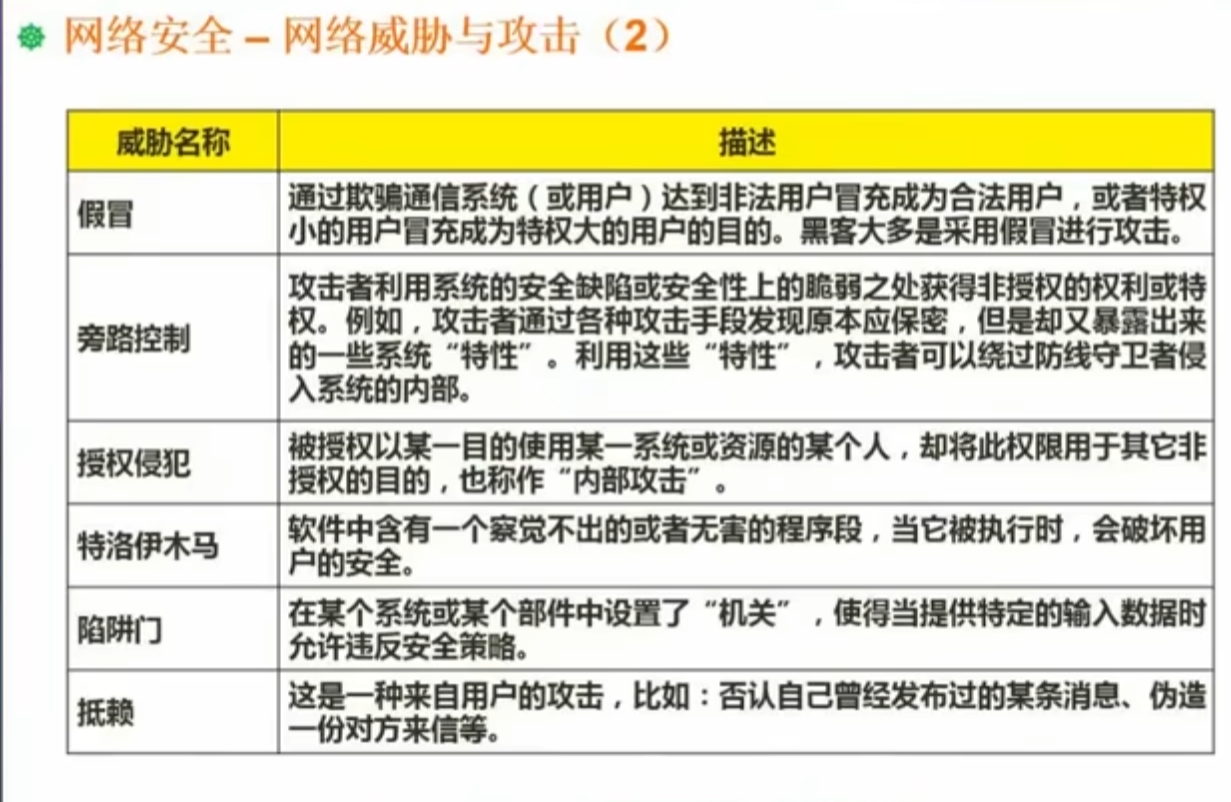 网络安全 – 网络威胁与攻击（2）
威胁名称
描述
假冒
通过欺骗通信系统（或用户）达到非法用户冒充成为合法用户，或者特权
小的用户冒充成为特权大的用户的目的。黑客大多是采用假冒进行攻击。
旁路控制
攻击者利用系统的安全缺陷或安全性上的脆弱之处获得非授权的权利或特
权。例如，攻击者通过各种攻击手段发现原本应保密，但是却又暴露出来
的一些系统“特性”。利用这些“特性”，攻击者可以绕过防线守卫者侵
入系统的内部。
授权侵犯
被授权以某一目的使用某一系统或资源的某个人，却将此权限用于其它非
授权的目的，也称作“内部攻击”。
特洛伊木马
软件中含有一个察觉不出的或者无害的程序段，当它被执行时，会破坏用
户的安全。
陷阱门
在某个系统或某个部件中设置了“机关”，使得当提供特定的输入数据时
允许违反安全策略。
抵赖
这是一种来自用户的攻击，比如：否认自己曾经发布过的某条消息、伪造
一份对方来信等。